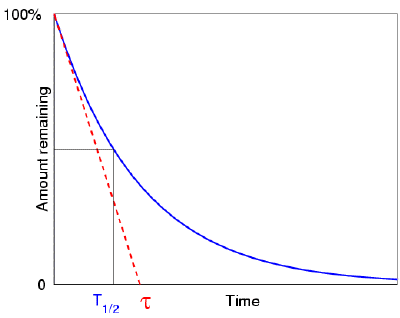 100%
Amount remaining
0
T1/2
τ
Time